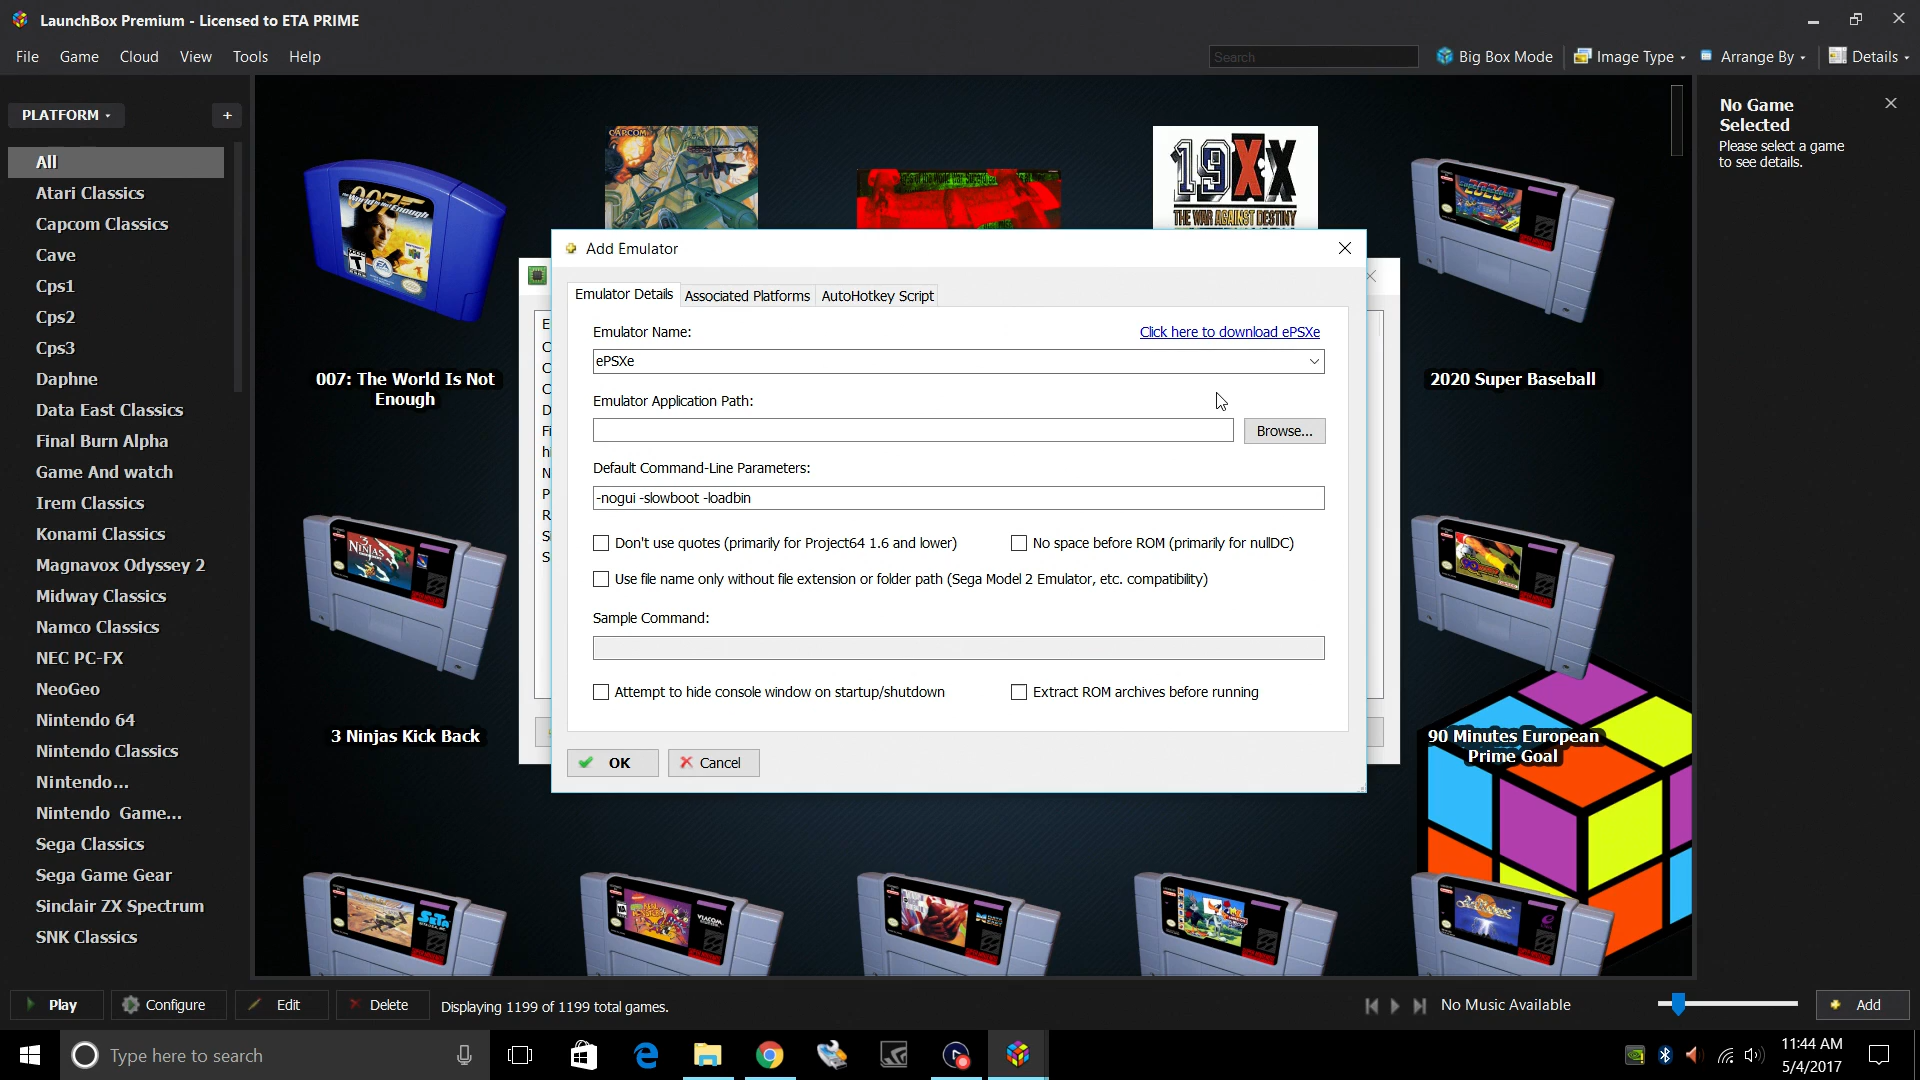 LaunchBox Premium - Licensed to ETA PRIME
File Game Cloud View Tools Help
Search
Big Box Mode
Image Type
Arrange By
Details
PLATFORM
+
All
Atari Classics
Capcom Classics
Cave
Cps1
Cps2
Cps3
Daphne
Data East Classics
Final Burn Alpha
Game And watch
Irem Classics
Konami Classics
Magnavox Odyssey 2
Midway Classics
Namco Classics
NEC PC-FX
NeoGeo
Nintendo 64
Nintendo Classics
Nintendo...
Nintendo Game...
Sega Classics
Sega Game Gear
Sinclair ZX Spectrum
SNK Classics
007
CAPCOM
19XX
THE WAR AGAINST DESTINY
007: The World Is Not
Enough
2020 Super Baseball
3 Ninjas Kick Back
90 Minutes European
Prime Goal
Add Emulator
Emulator Details
Associated Platforms
AutoHotkey Script
Emulator Name:
Click here to download ePSXe
ePSXe
Emulator Application Path:
Browse...
Default Command-Line Parameters:
-nogui -slowboot -loadbin
Don't use quotes (primarily for Project64 1.6 and lower)
No space before ROM (primarily for nullDC)
Use file name only without file extension or folder path (Sega Model 2 Emulator, etc. compatibility)
Sample Command:
Attempt to hide console window on startup/shutdown
Extract ROM archives before running
OK
Cancel
No Game
Selected
Please select a game
to see details.
Play
Configure
Edit
Delete
Displaying 1199 of 1199 total games.
No Music Available
Add
Type here to search
11:44 AM
5/4/2017